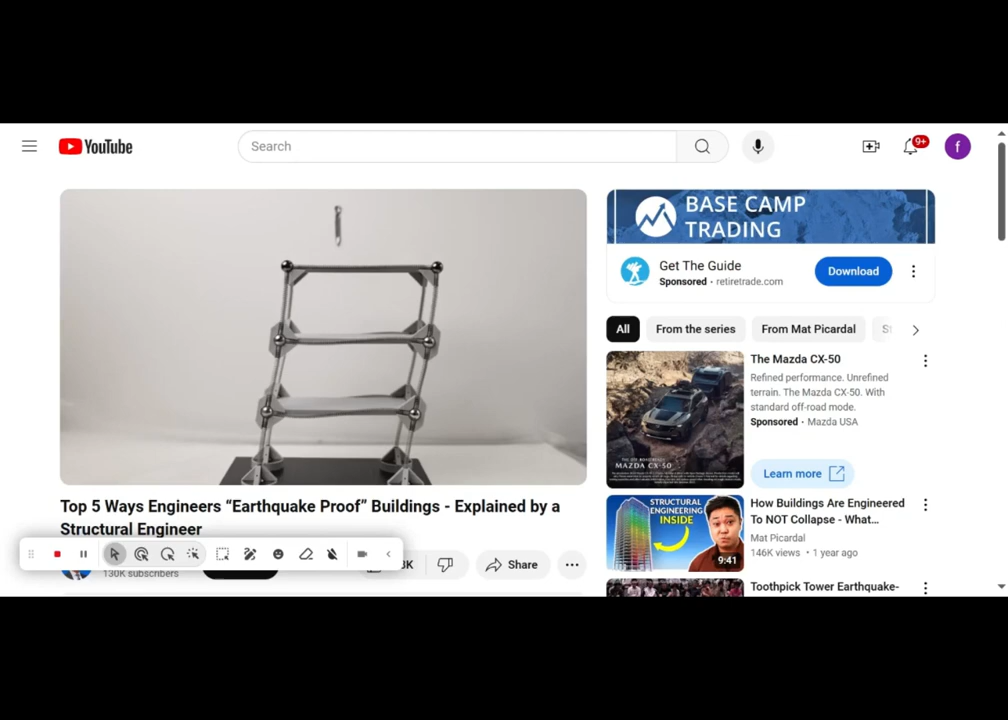 YouTube
Search
9+
f
BASE CAMP
TRADING
Get The Guide
Sponsored • retiretrade.com
Download
All
From the series
From Mat Picardal
The Mazda CX-50
Refined performance. Unrefined
terrain. The Mazda CX-50. With
standard off-road mode.
Sponsored • Mazda USA
MAZDA CX-50
Learn more
Top 5 Ways Engineers “Earthquake Proof” Buildings - Explained by a
Structural Engineer
130K subscribers
Share
STRUCTURAL
ENGINEERING
INSIDE
9:41
How Buildings Are Engineered
To NOT Collapse - What...
Mat Picardal
146K views • 1 year ago
Toothpick Tower Earthquake-